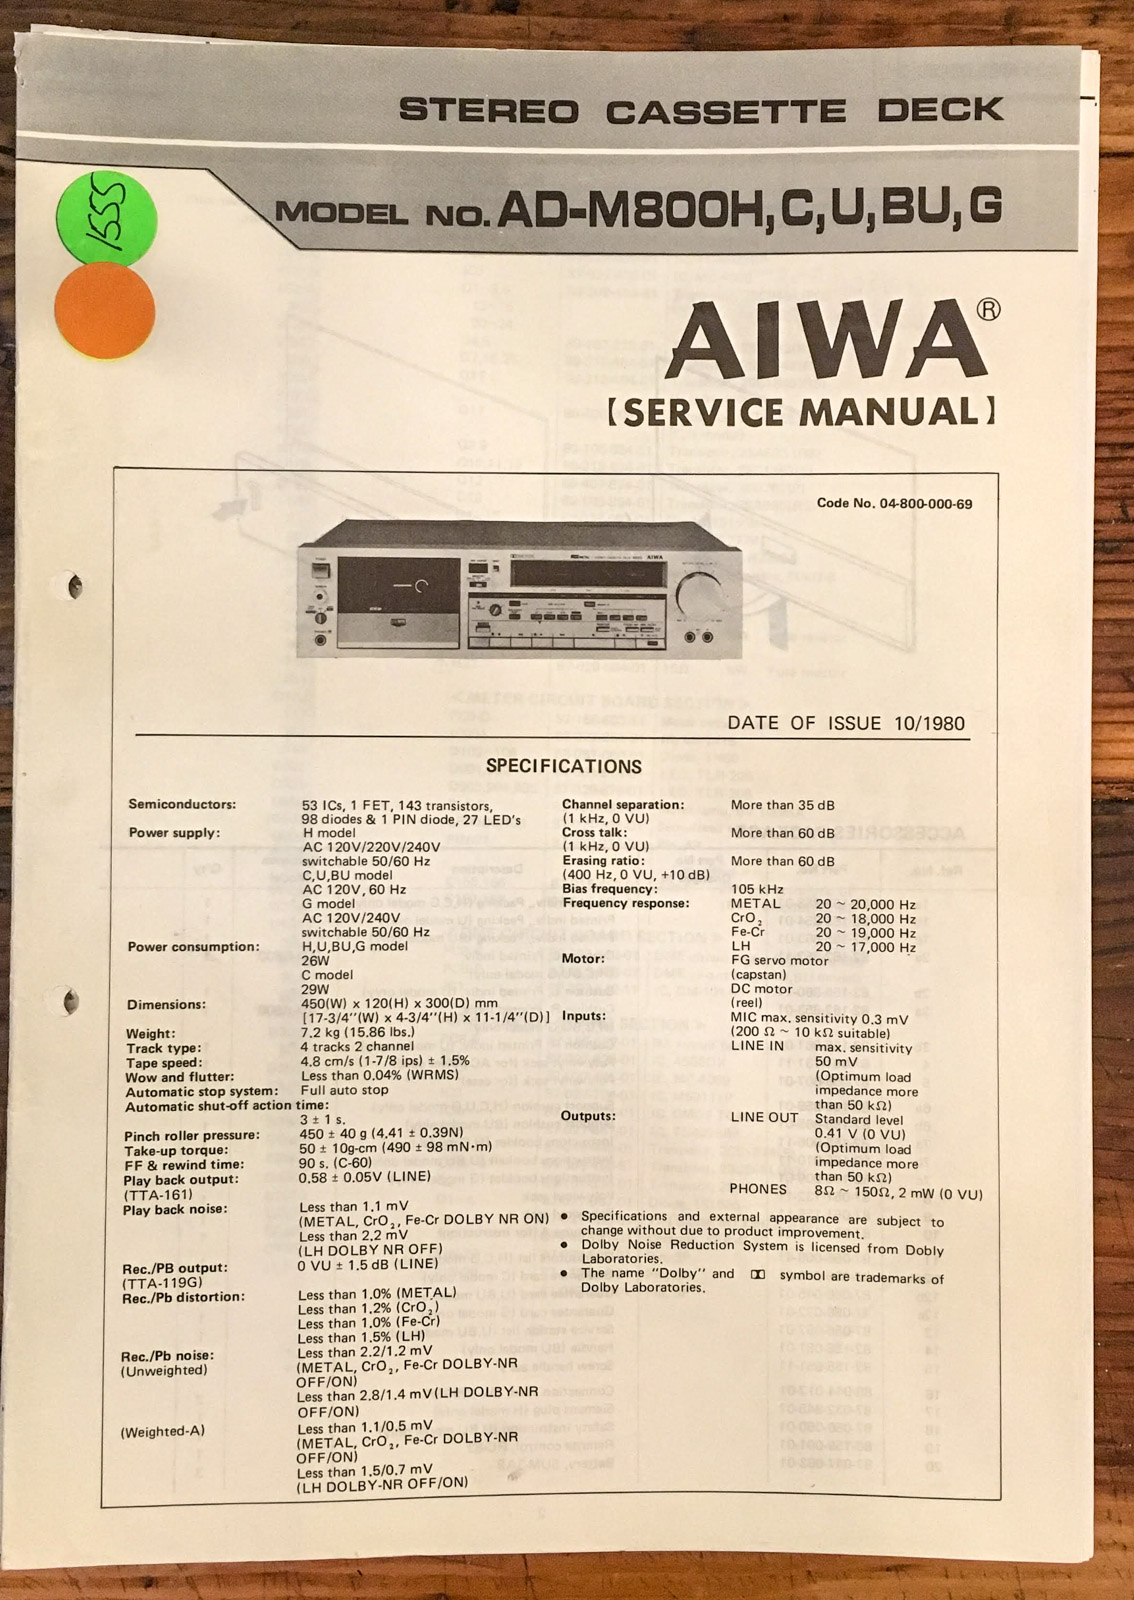 STEREO CASSETTE DECK
MODEL NO. AD-M800H, C, U, BU, G
1555
AIWA®
【SERVICE MANUAL】
Code No. 04-800-000-69
AIWA
DATE OF ISSUE 10/1980
SPECIFICATIONS
Semiconductors: 53 ICs, 1 FET, 143 transistors,
98 diodes & 1 PIN diode, 27 LED's
Power supply: H model
AC 120V/220V/240V
switchable 50/60 Hz
C,U,BU model
AC 120V, 60 Hz
G model
AC 120V/240V
switchable 50/60 Hz
Power consumption: H,U,BU,G model
26W
C model
29W
Dimensions: 450(W) x 120(H) x 300(D) mm
[17-3/4''(W) x 4-3/4''(H) x 11-1/4''(D)]
Weight: 7.2 kg (15.86 lbs.)
Track type: 4 tracks 2 channel
Tape speed: 4.8 cm/s (1-7/8 ips) ± 1.5%
Wow and flutter: Less than 0.04% (WRMS)
Automatic stop system: Full auto stop
Automatic shut-off action time:
3 ± 1 s.
Pinch roller pressure: 450 ± 40 g (4.41 ± 0.39N)
Take-up torque: 50 ± 10g-cm (490 ± 98 mN·m)
FF & rewind time: 90 s. (C-60)
Play back output: 0.58 ± 0.05V (LINE)
(TTA-161)
Play back noise: Less than 1.1 mV
(METAL, CrO₂, Fe-Cr DOLBY NR ON)
Less than 2.2 mV
(LH DOLBY NR OFF)
Rec./PB output: 0 VU ± 1.5 dB (LINE)
(TTA-119G)
Rec./Pb distortion: Less than 1.0% (METAL)
Less than 1.2% (CrO₂)
Less than 1.0% (Fe-Cr)
Less than 1.5% (LH)
Rec./Pb noise: Less than 2.2/1.2 mV
(Unweighted) (METAL, CrO₂, Fe-Cr DOLBY-NR
OFF/ON)
Less than 2.8/1.4 mV(LH DOLBY-NR
OFF/ON)
(Weighted-A) Less than 1.1/0.5 mV
(METAL, CrO₂, Fe-Cr DOLBY-NR
OFF/ON)
Less than 1.5/0.7 mV
(LH DOLBY-NR OFF/ON)
Channel separation: More than 35 dB
(1 kHz, 0 VU)
Cross talk: More than 60 dB
(1 kHz, 0 VU)
Erasing ratio: More than 60 dB
(400 Hz, 0 VU, +10 dB)
Bias frequency: 105 kHz
Frequency response: METAL 20 ~ 20,000 Hz
CrO₂ 20 ~ 18,000 Hz
Fe-Cr 20 ~ 19,000 Hz
LH 20 ~ 17,000 Hz
Motor: FG servo motor
(capstan)
DC motor
(reel)
Inputs: MIC max. sensitivity 0.3 mV
(200 Ω ~ 10 kΩ suitable)
LINE IN max. sensitivity
50 mV
(Optimum load
impedance more
than 50 kΩ)
Outputs: LINE OUT Standard level
0.41 V (0 VU)
(Optimum load
impedance more
than 50 kΩ)
PHONES 8Ω ~ 150Ω, 2 mW (0 VU)
● Specifications and external appearance are subject to
change without due to product improvement.
● Dolby Noise Reduction System is licensed from Dobly
Laboratories.
● The name "Dolby" and symbol are trademarks of
Dolby Laboratories.